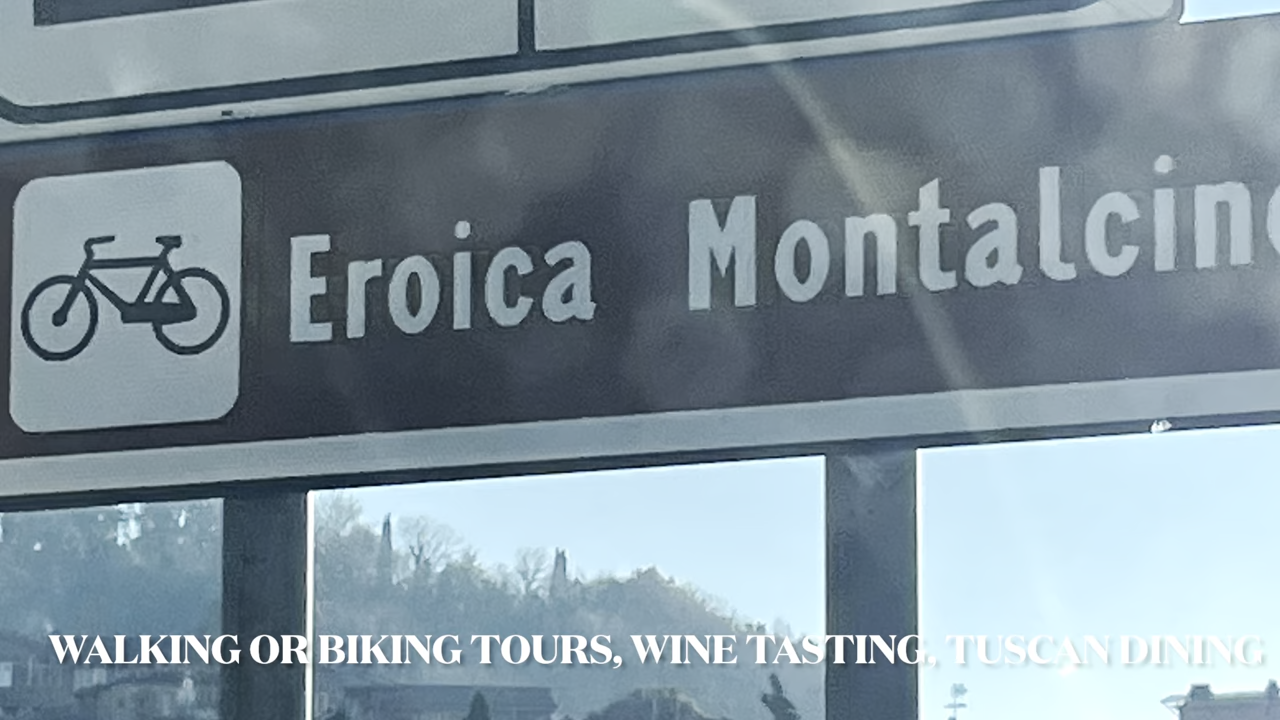 Eroica Montalcino
WALKING OR BIKING TOURS, WINE TASTING, TUSCAN DINING